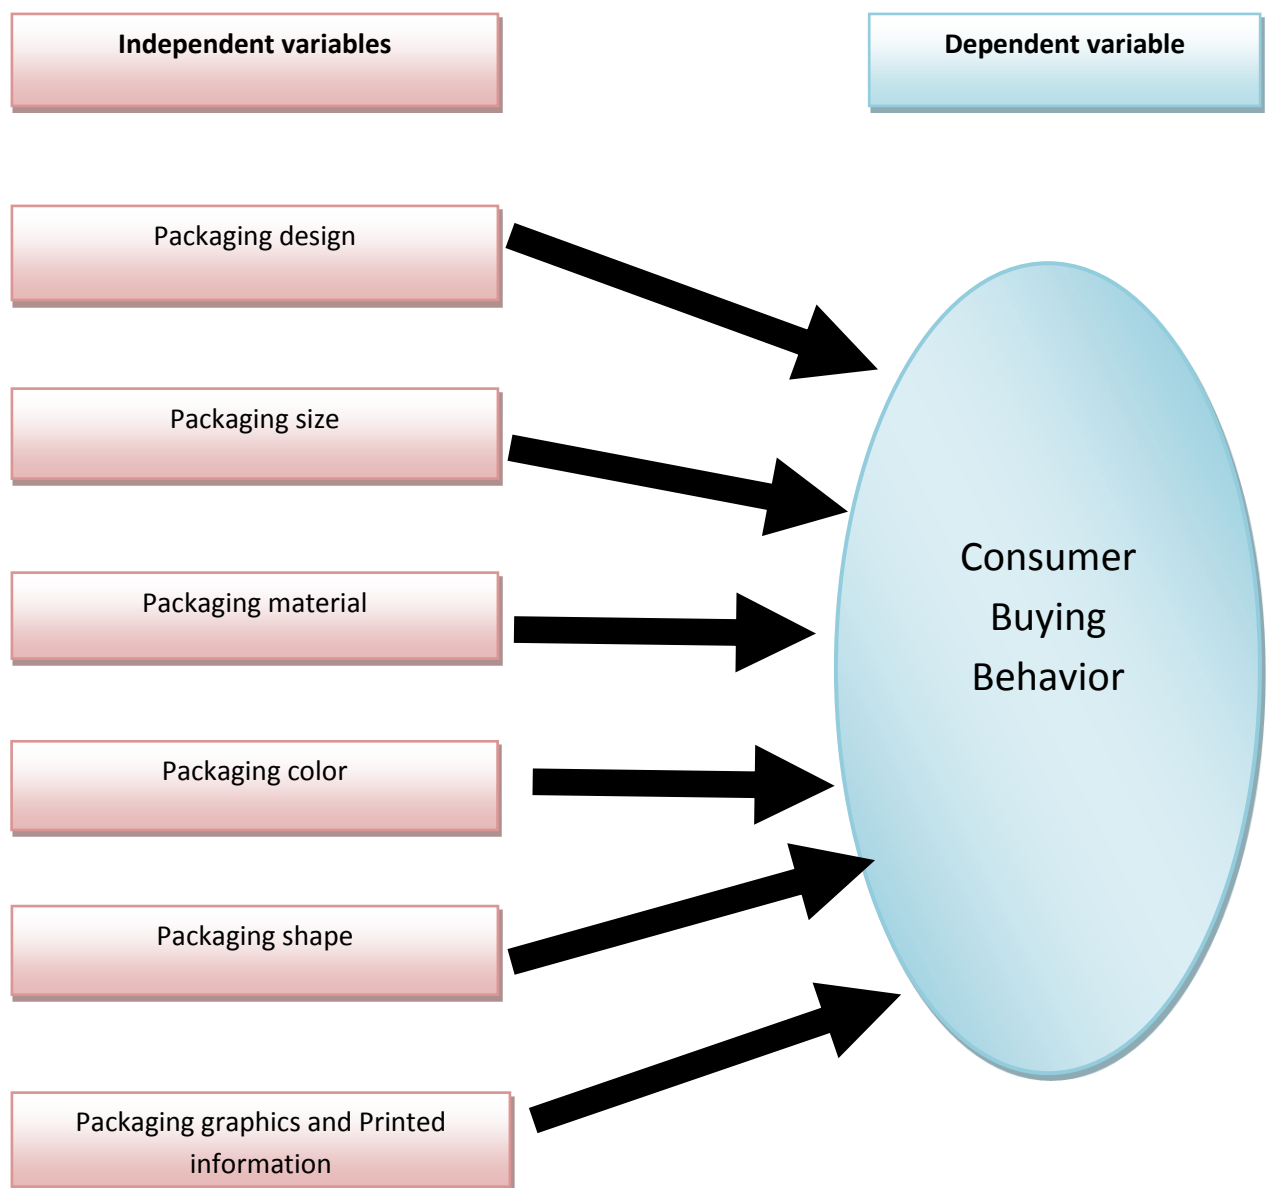 Independent variables
Dependent variable
Packaging design
Packaging size
Packaging material
Packaging color
Packaging shape
Packaging graphics and Printed
information
Consumer
Buying
Behavior